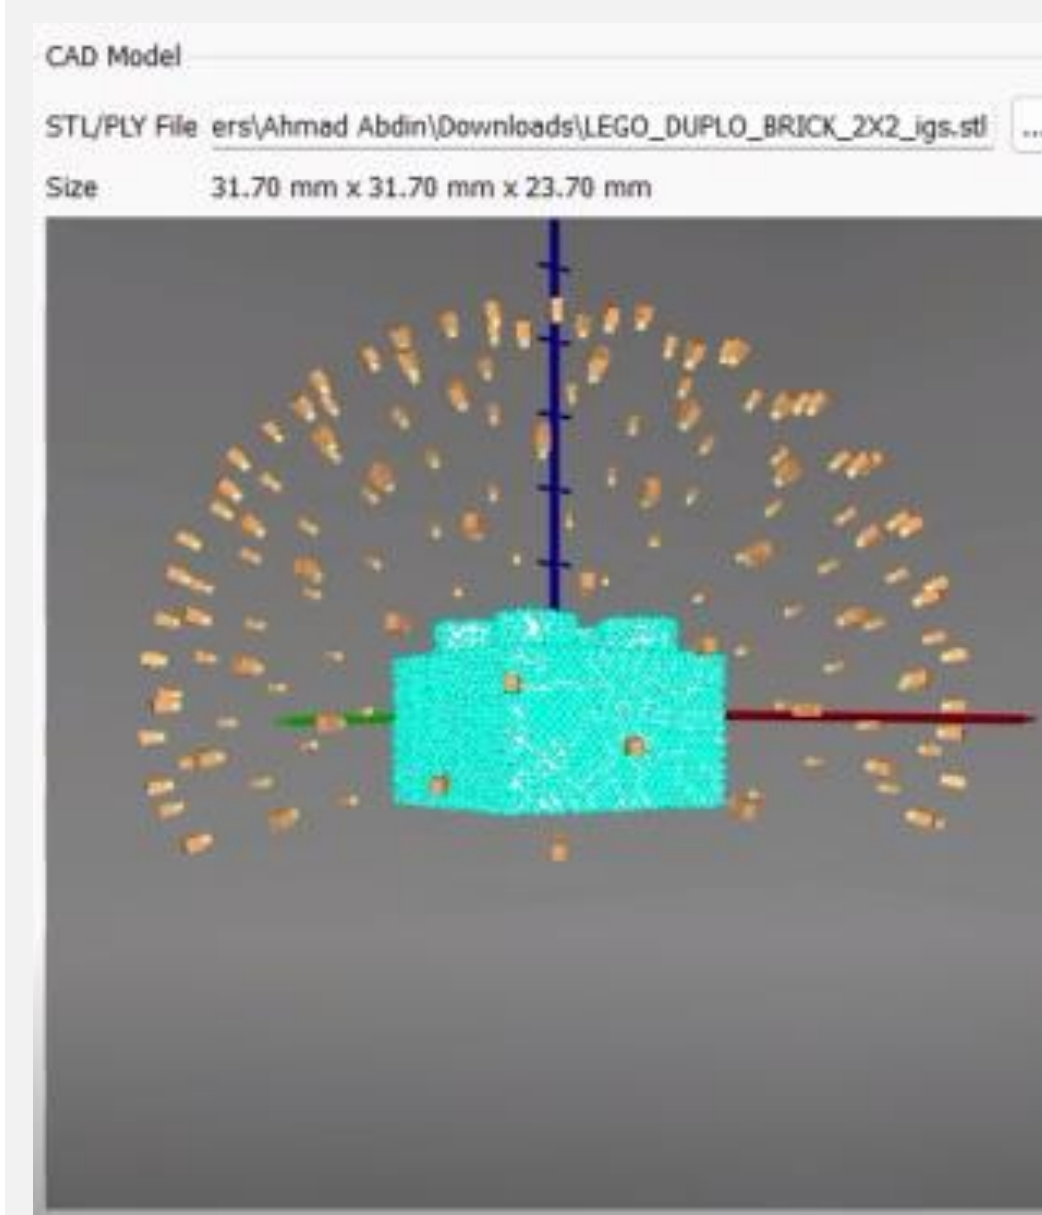 CAD Model
STL/PLY File ers\Ahmad Abdin\Downloads\LEGO_DUPLO_BRICK_2X2_igs.stl ...
Size 31.70 mm x 31.70 mm x 23.70 mm